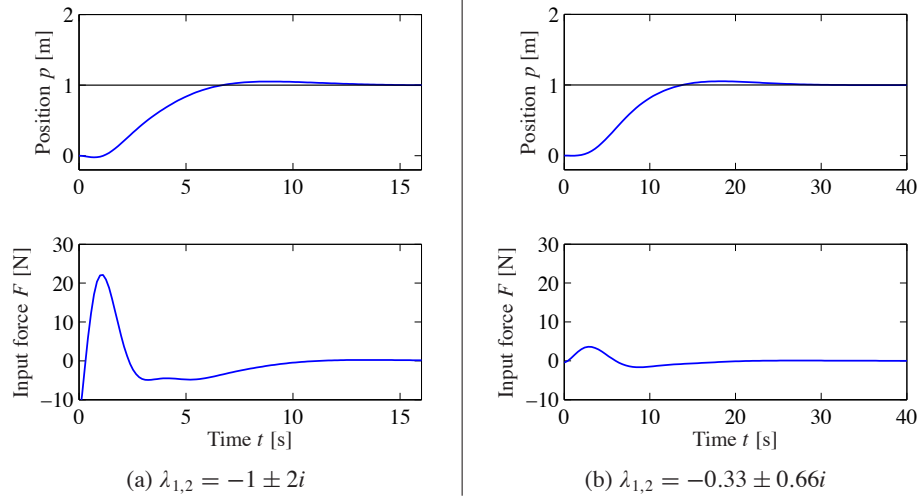 Position p [m]
2
1
0
0 5 10 15
Input force F [N]
30
20
10
0
−10
0 5 10 15
Time t [s]
(a) λ1,2 = −1 ± 2i
Position p [m]
2
1
0
0 10 20 30 40
Input force F [N]
30
20
10
0
−10
0 10 20 30 40
Time t [s]
(b) λ1,2 = −0.33 ± 0.66i